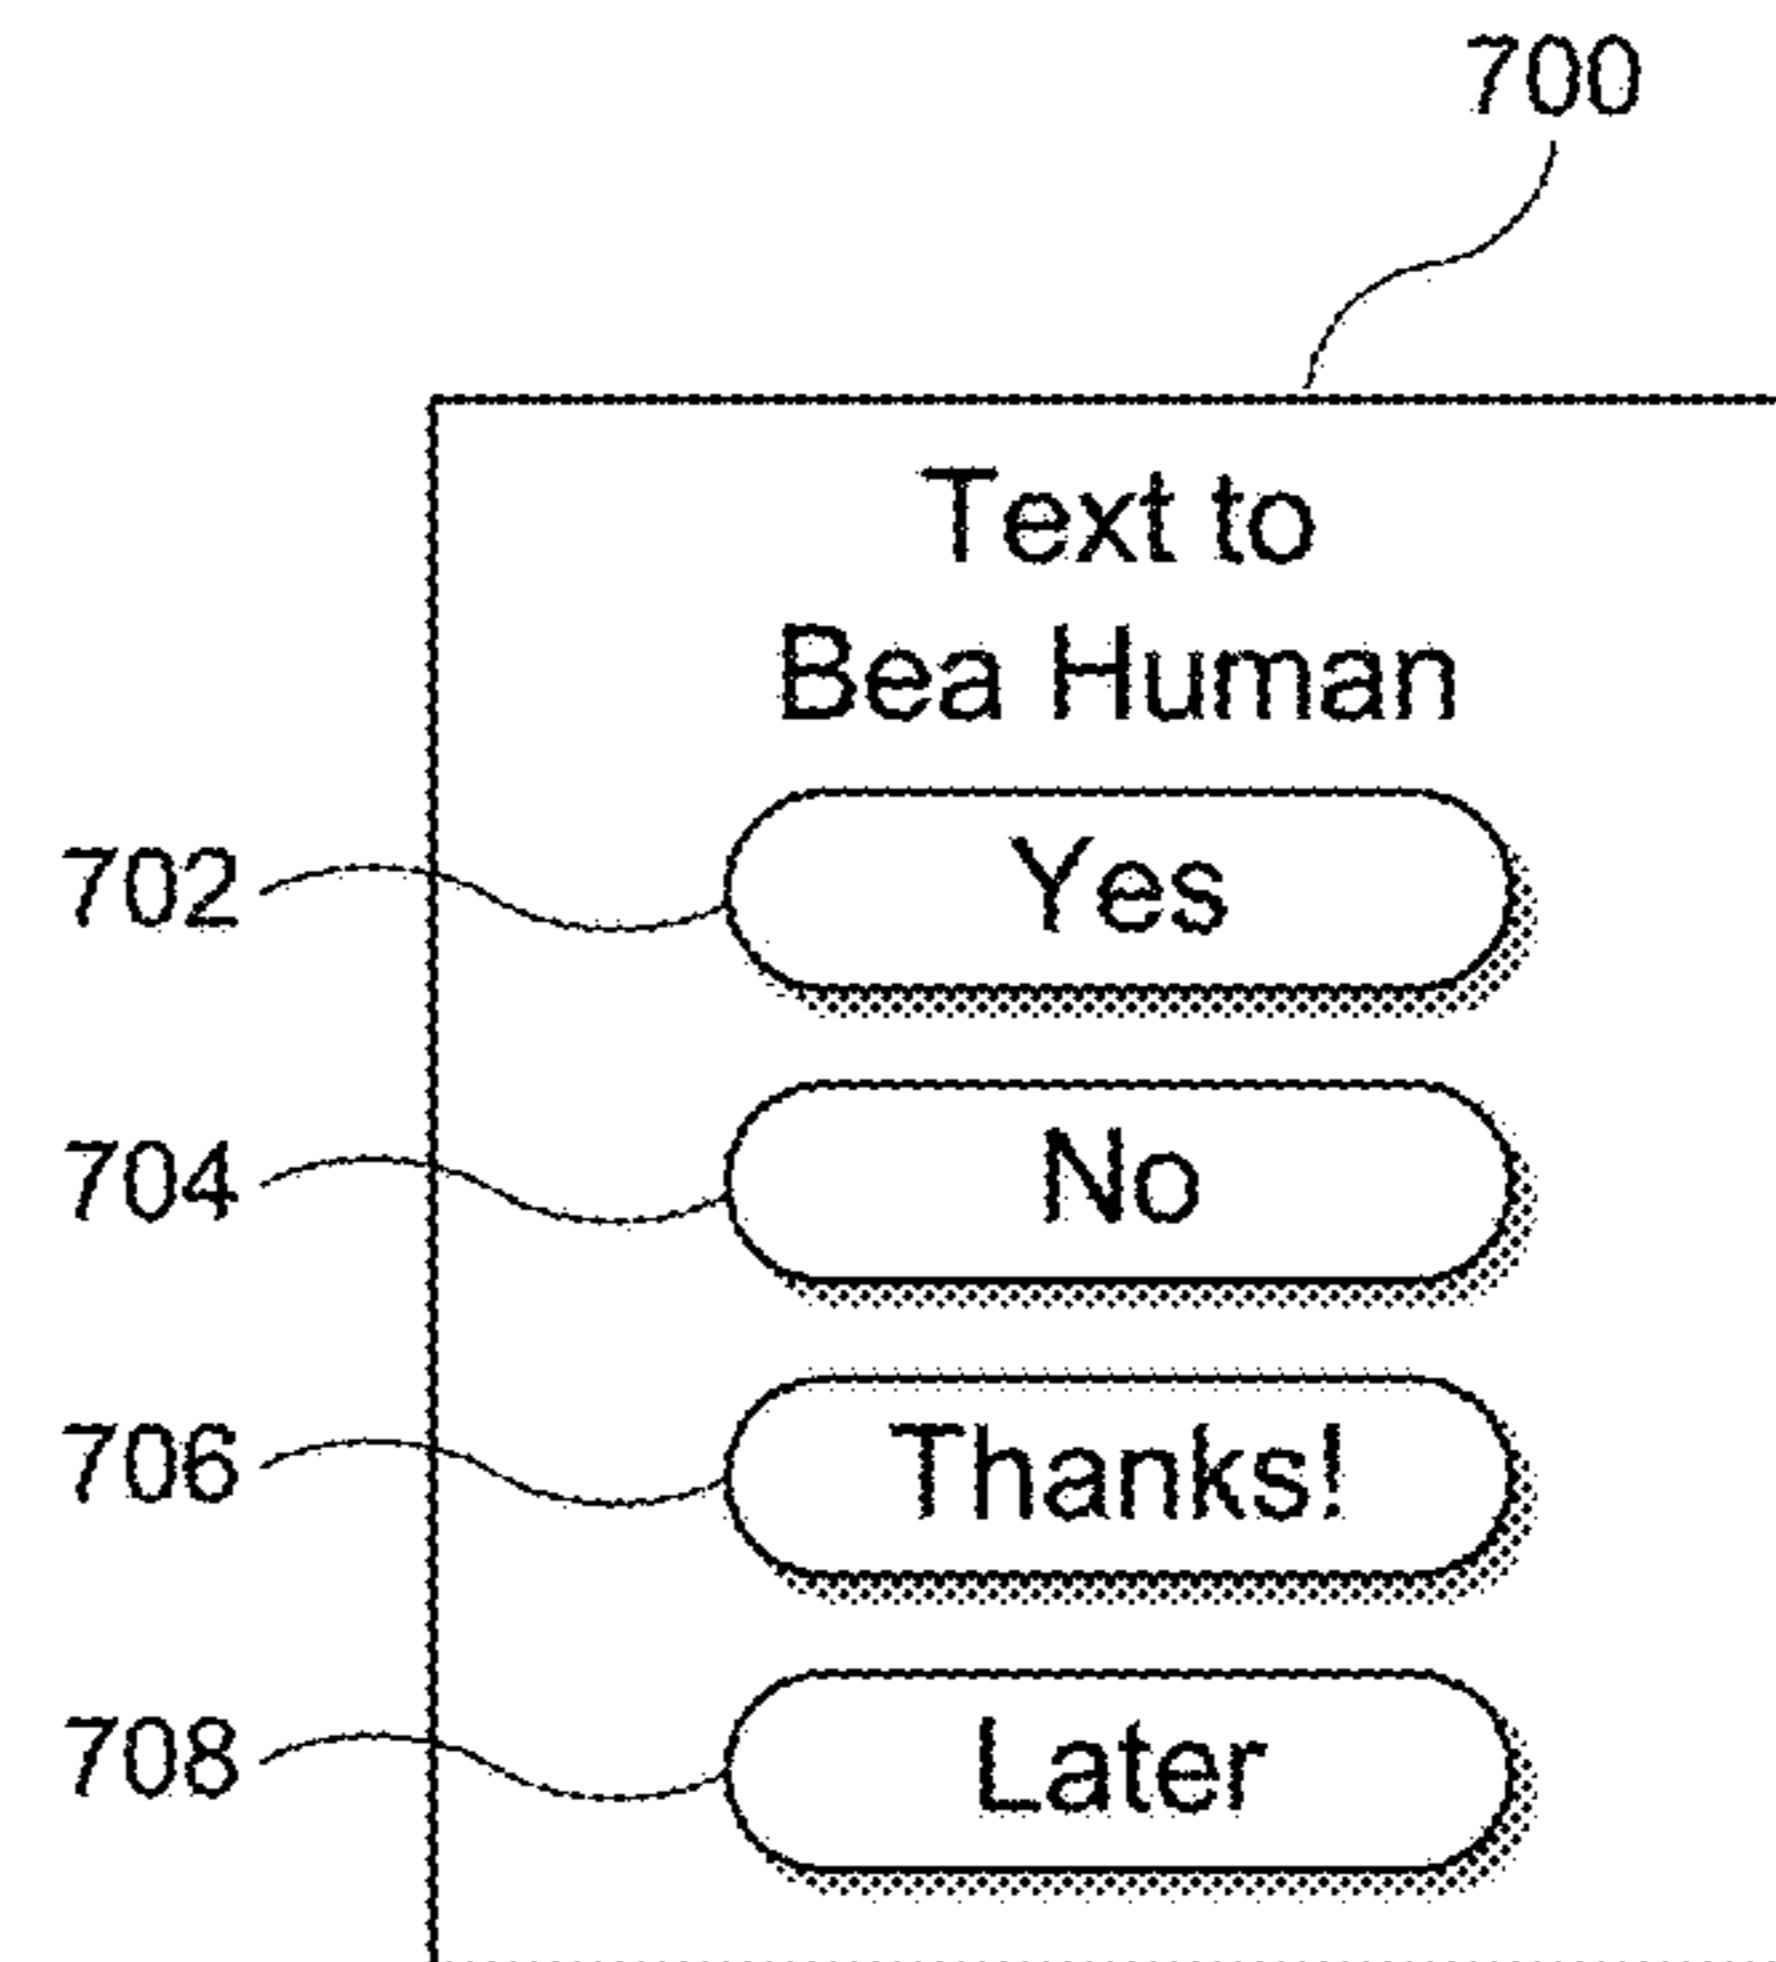 700
Text to
Bea Human
702 Yes
704 No
706 Thanks!
708 Later